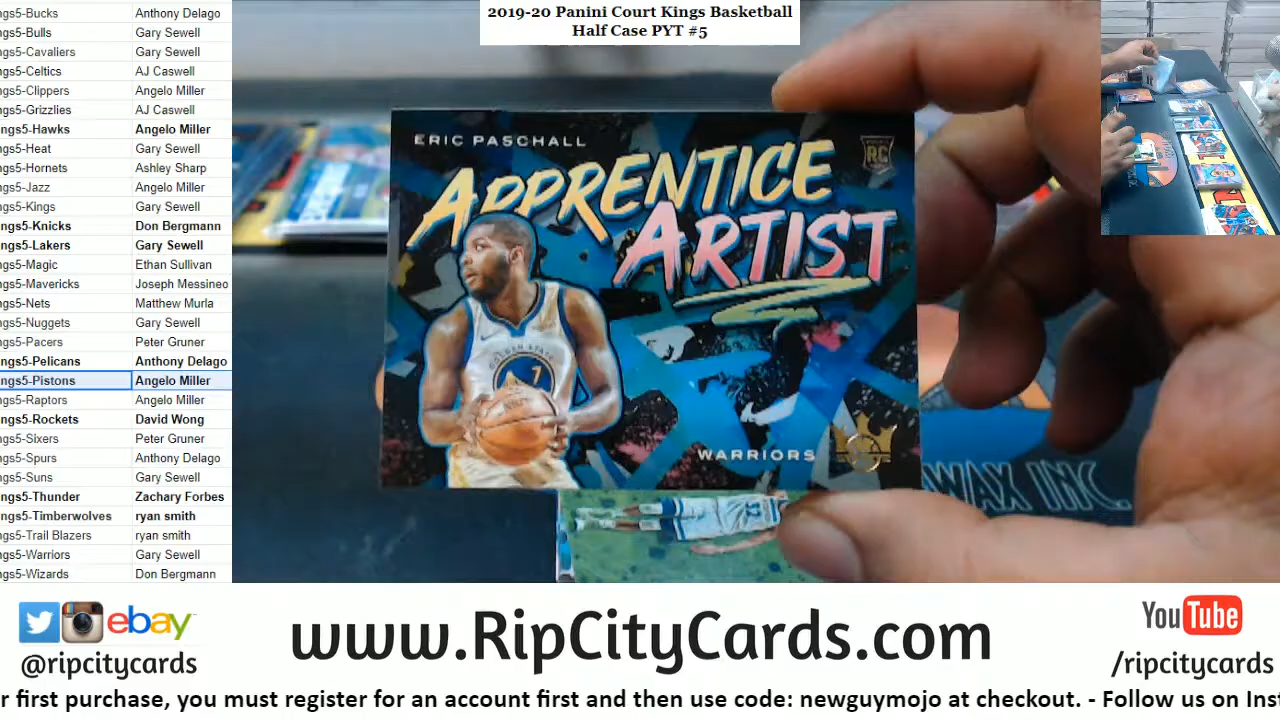 2019-20 Panini Court Kings Basketball
Half Case PYT #5
ngs5-Bucks Anthony Delago
ngs5-Bulls Gary Sewell
ngs5-Cavaliers Gary Sewell
ngs5-Celtics AJ Caswell
ngs5-Clippers Angelo Miller
ngs5-Grizzlies AJ Caswell
ngs5-Hawks Angelo Miller
ngs5-Heat Gary Sewell
ngs5-Hornets Ashley Sharp
ngs5-Jazz Angelo Miller
ngs5-Kings Gary Sewell
ngs5-Knicks Don Bergmann
ngs5-Lakers Gary Sewell
ngs5-Magic Ethan Sullivan
ngs5-Mavericks Joseph Messineo
ngs5-Nets Matthew Murla
ngs5-Nuggets Gary Sewell
ngs5-Pacers Peter Gruner
ngs5-Pelicans Anthony Delago
ngs5-Pistons Angelo Miller
ngs5-Raptors Angelo Miller
ngs5-Rockets David Wong
ngs5-Sixers Peter Gruner
ngs5-Spurs Anthony Delago
ngs5-Suns Gary Sewell
ngs5-Thunder Zachary Forbes
ngs5-Timberwolves ryan smith
ngs5-Trail Blazers ryan smith
ngs5-Warriors Gary Sewell
ngs5-Wizards Don Bergmann
ERIC PASCHALL
RC
APPRENTICE
ARTIST
GOLDEN STATE
7
WARRIORS
WAX INC.
ebay
@ripcitycards
www.RipCityCards.com
YouTube
/ripcitycards
r first purchase, you must register for an account first and then use code: newguymojo at checkout. - Follow us on Inst